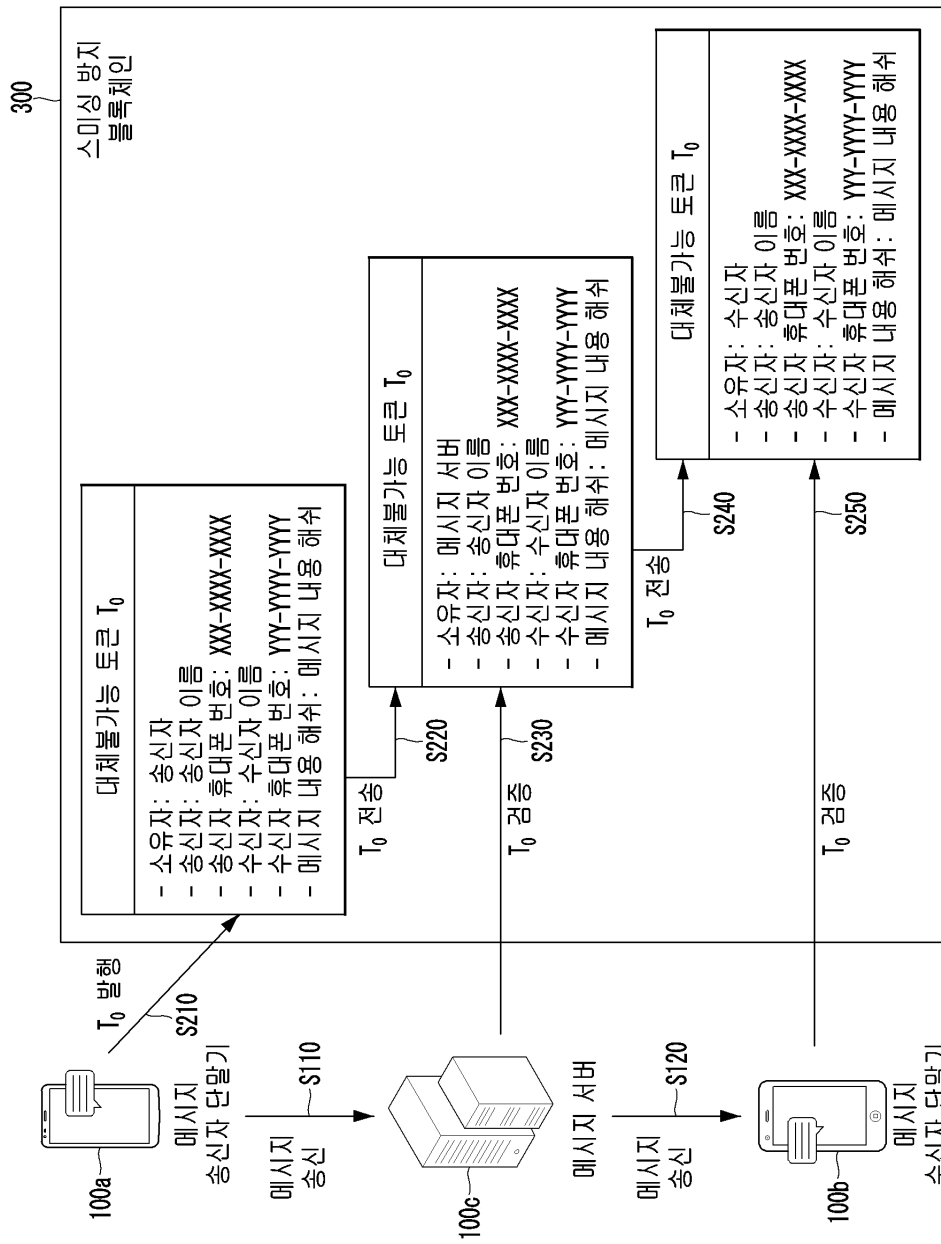 300
스미싱 방지
블록체인
100a
메시지
송신자 단말기
T0 발행
S210
대체불가능 토큰 T0
- 소유자: 송신자
- 송신자: 송신자 이름
- 송신자 휴대폰 번호: XXX-XXXX-XXXX
- 수신자: 수신자 이름
- 수신자 휴대폰 번호: YYY-YYYY-YYYY
- 메시지 내용 해쉬: 메시지 내용 해쉬
메시지
송신
S110
T0 전송
S220
100c
메시지 서버
T0 검증
S230
대체불가능 토큰 T0
- 소유자: 메시지 서버
- 송신자: 송신자 이름
- 송신자 휴대폰 번호: XXX-XXXX-XXXX
- 수신자: 수신자 이름
- 수신자 휴대폰 번호: YYY-YYYY-YYYY
- 메시지 내용 해쉬: 메시지 내용 해쉬
메시지
송신
S120
T0 전송
S240
100b
메시지
수신자 단말기
T0 검증
S250
대체불가능 토큰 T0
- 소유자: 수신자
- 송신자: 송신자 이름
- 송신자 휴대폰 번호: XXX-XXXX-XXXX
- 수신자: 수신자 이름
- 수신자 휴대폰 번호: YYY-YYYY-YYYY
- 메시지 내용 해쉬: 메시지 내용 해쉬